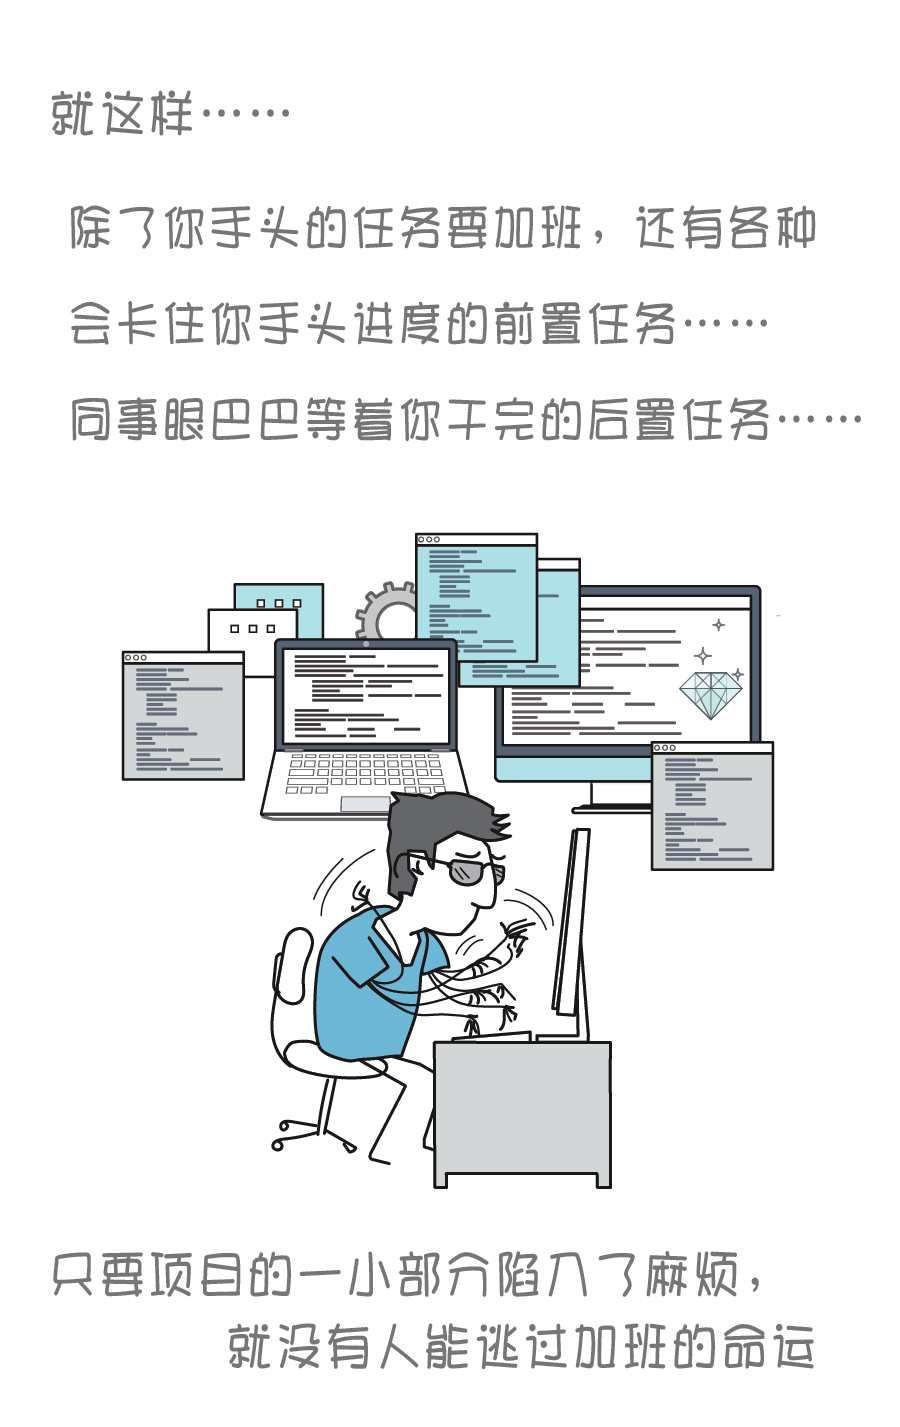 就这样……
除了你手头的任务要加班，还有各种
会卡住你手头进度的前置任务……
同事眼巴巴等着你干完的后置任务……
只要项目的一小部分陷入了麻烦，
就没有人能逃过加班的命运